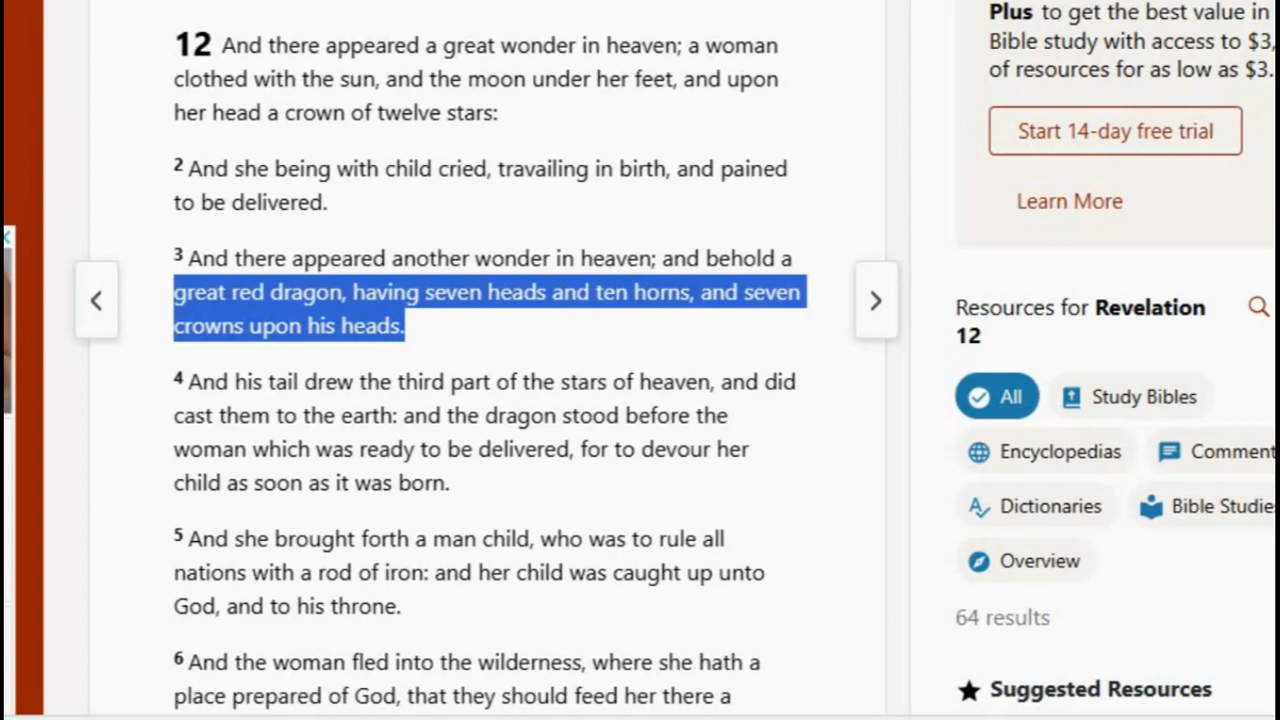 12 And there appeared a great wonder in heaven; a woman
clothed with the sun, and the moon under her feet, and upon
her head a crown of twelve stars:
2 And she being with child cried, travailing in birth, and pained
to be delivered.
3 And there appeared another wonder in heaven; and behold a
great red dragon, having seven heads and ten horns, and seven
crowns upon his heads.
4 And his tail drew the third part of the stars of heaven, and did
cast them to the earth: and the dragon stood before the
woman which was ready to be delivered, for to devour her
child as soon as it was born.
5 And she brought forth a man child, who was to rule all
nations with a rod of iron: and her child was caught up unto
God, and to his throne.
6 And the woman fled into the wilderness, where she hath a
place prepared of God, that they should feed her there a
Plus to get the best value in
Bible study with access to $3,
of resources for as low as $3.
Start 14-day free trial
Learn More
Resources for Revelation
12
All
Study Bibles
Encyclopedias
Comment
Dictionaries
Bible Studie
Overview
64 results
Suggested Resources